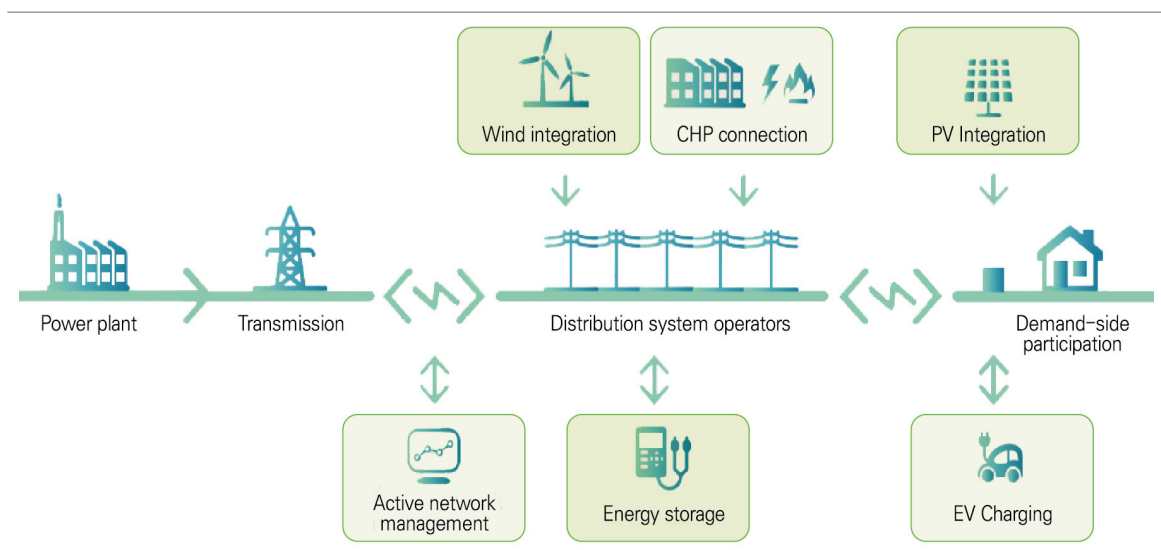 Wind integration
CHP connection
PV Integration
Power plant
Transmission
Distribution system operators
Demand-side
participation
Active network
management
Energy storage
EV Charging